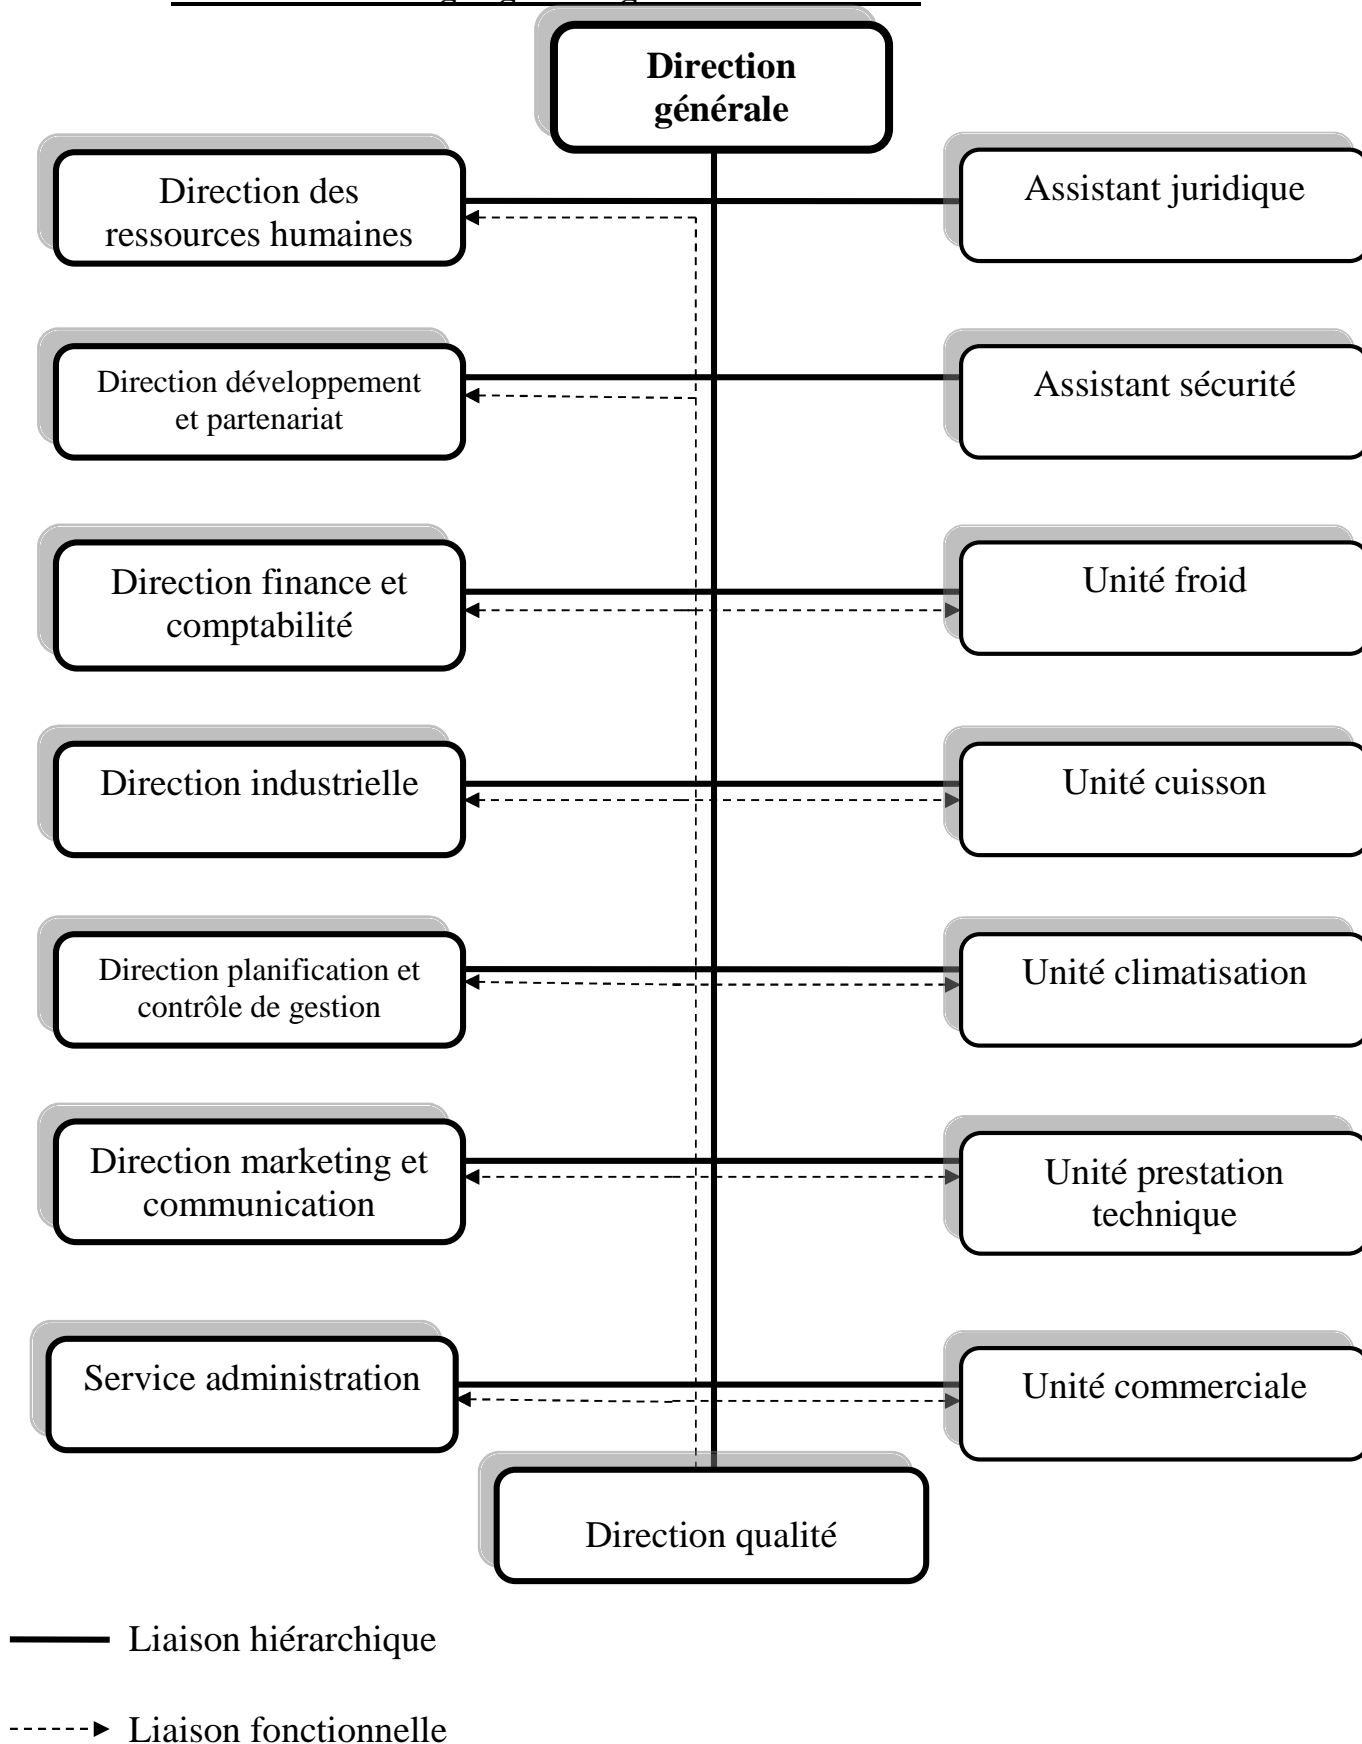 Direction
générale
Direction des
ressources humaines
Assistant juridique
Direction développement
et partenariat
Assistant sécurité
Direction finance et
comptabilité
Unité froid
Direction industrielle
Unité cuisson
Direction planification et
contrôle de gestion
Unité climatisation
Direction marketing et
communication
Unité prestation
technique
Service administration
Unité commerciale
Direction qualité
Liaison hiérarchique
Liaison fonctionnelle